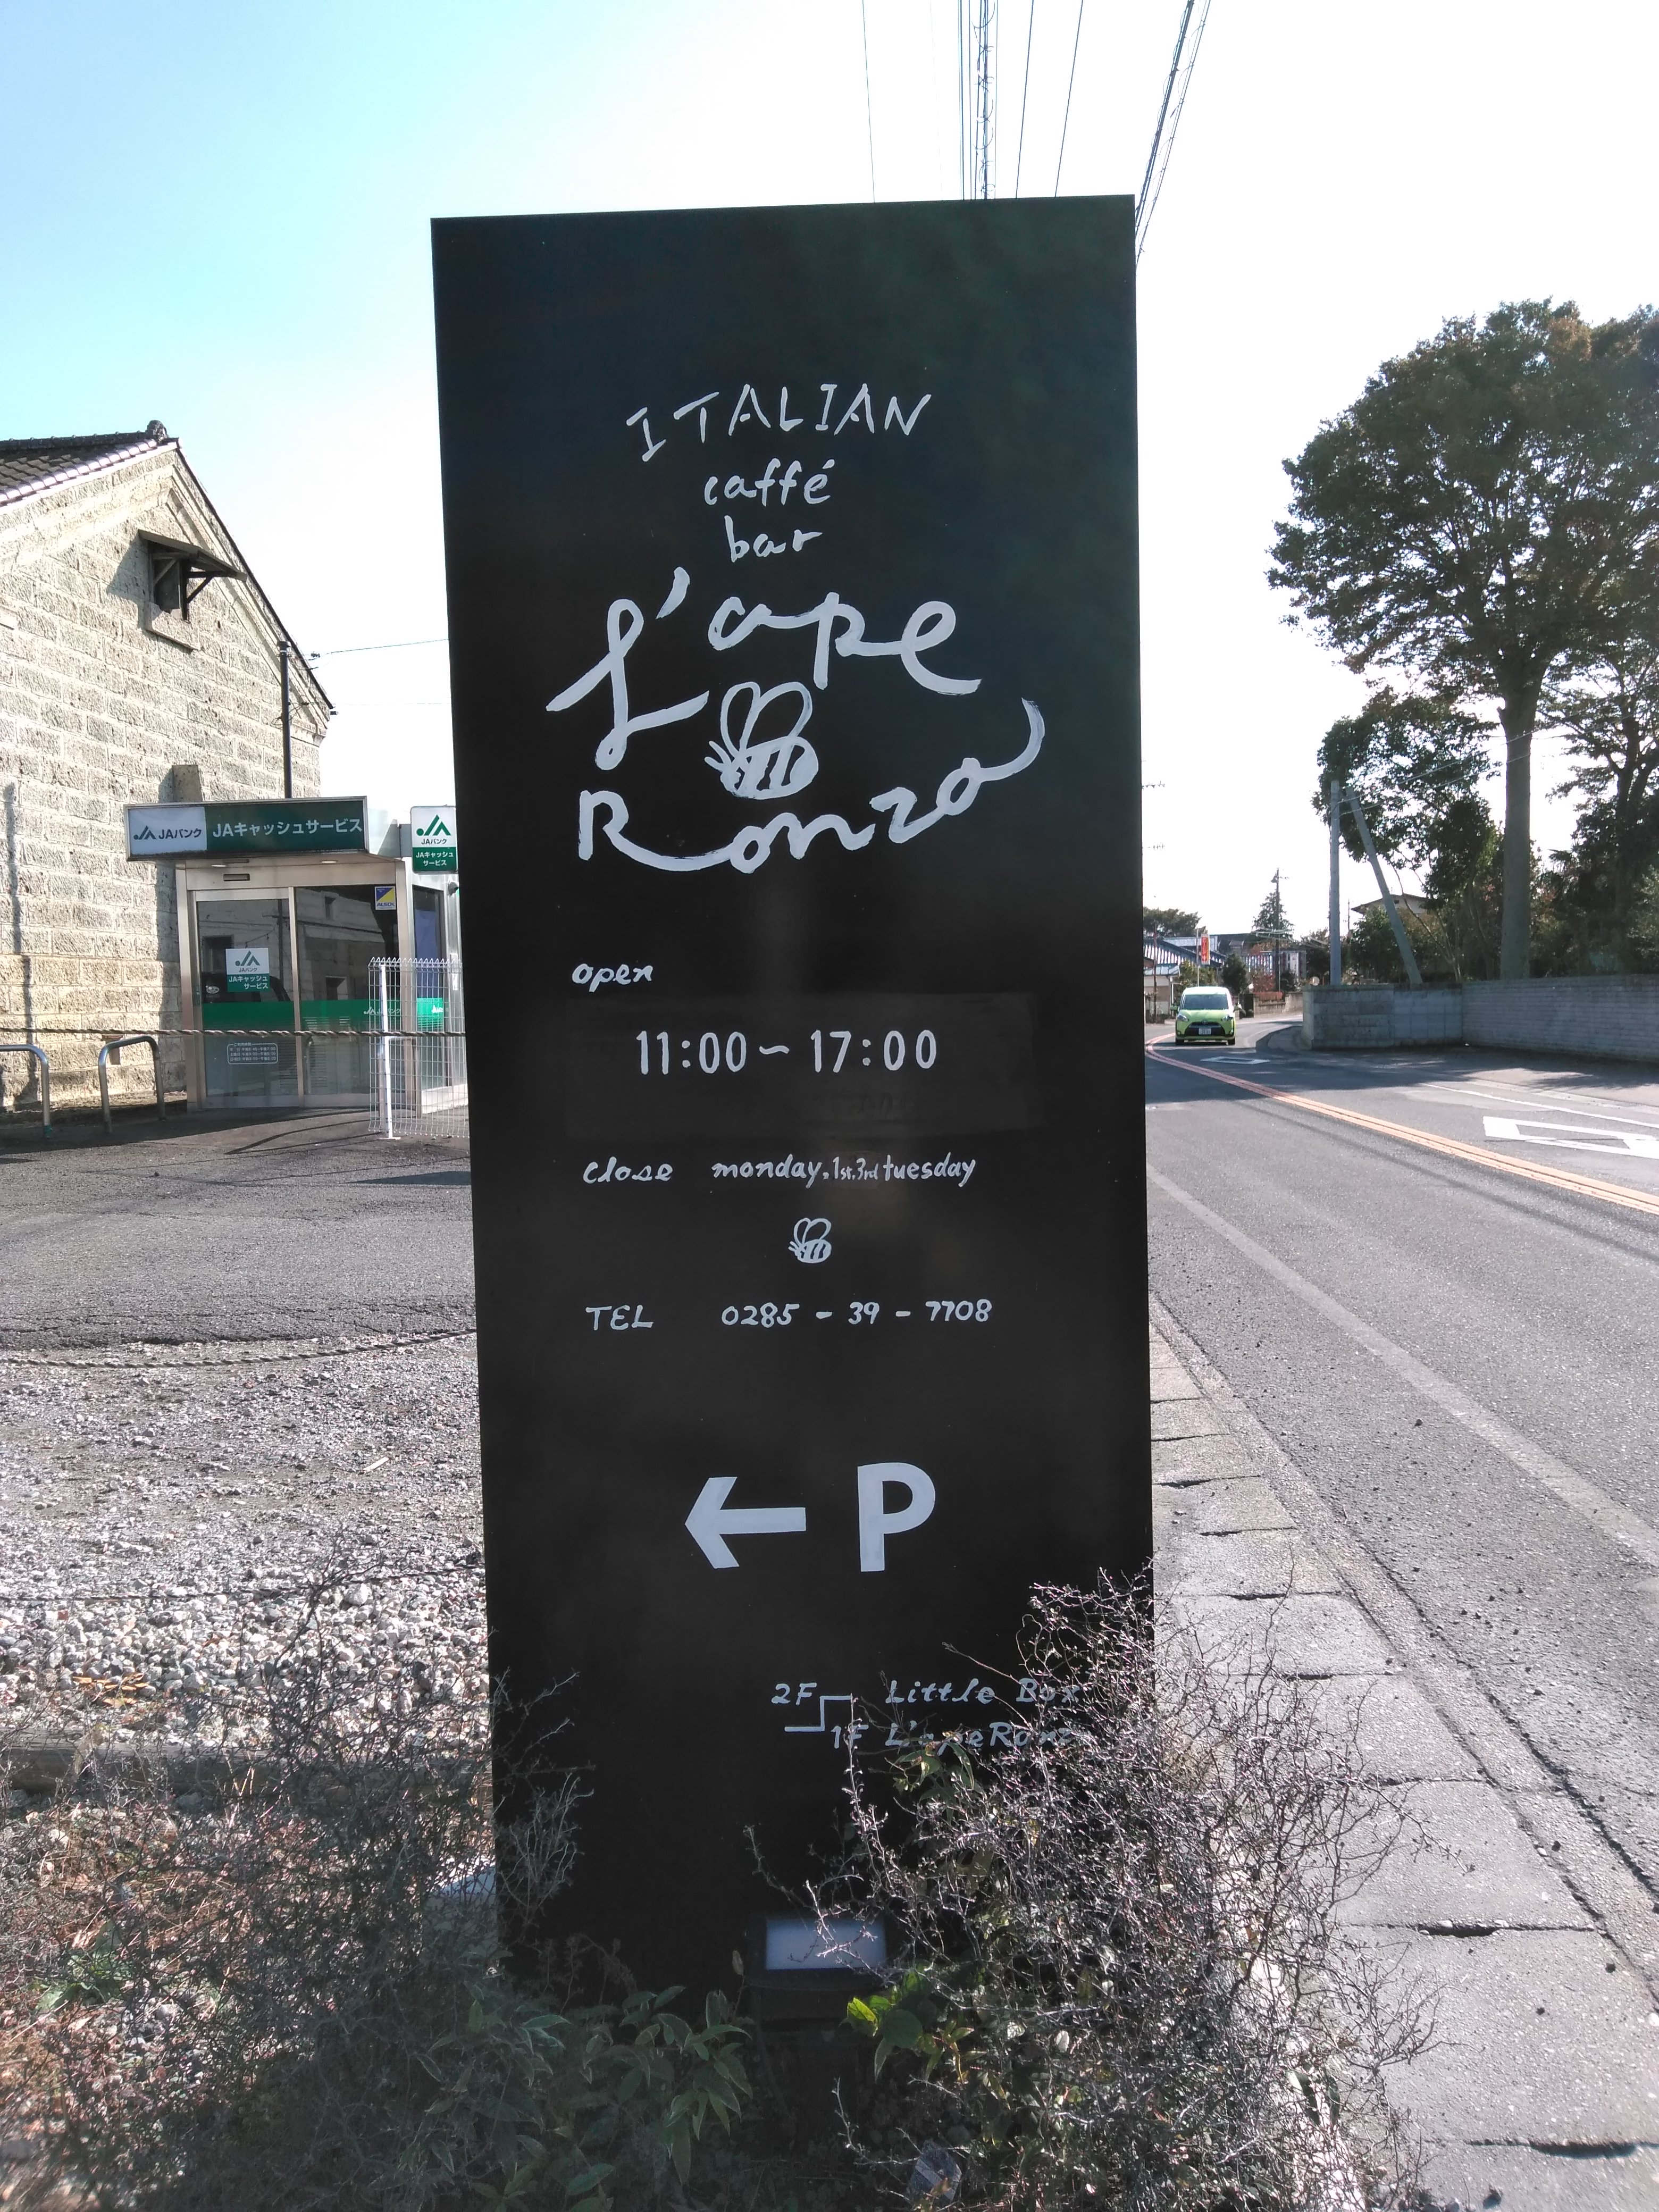 ITALIAN
caffé
bar
L'ape
Ronza
open
11:00~17:00
close monday,1st.3rd tuesday
TEL 0285-39-7708
← P
2F Little Box
1F L'ape Ronza
JAバンク JAキャッシュサービス
JAバンク
JAキャッシュ
サービス
JAバンク
JAキャッシュ
サービス